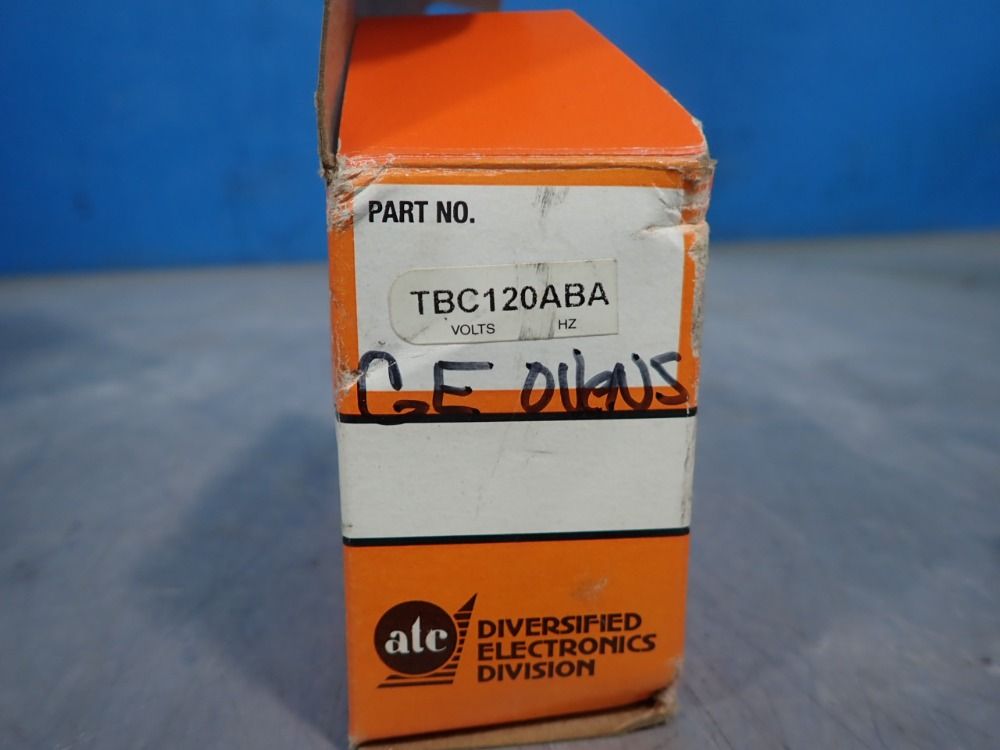 PART NO.
TBC120ABA
VOLTS HZ
GE OVENS
atc
DIVERSIFIED
ELECTRONICS
DIVISION